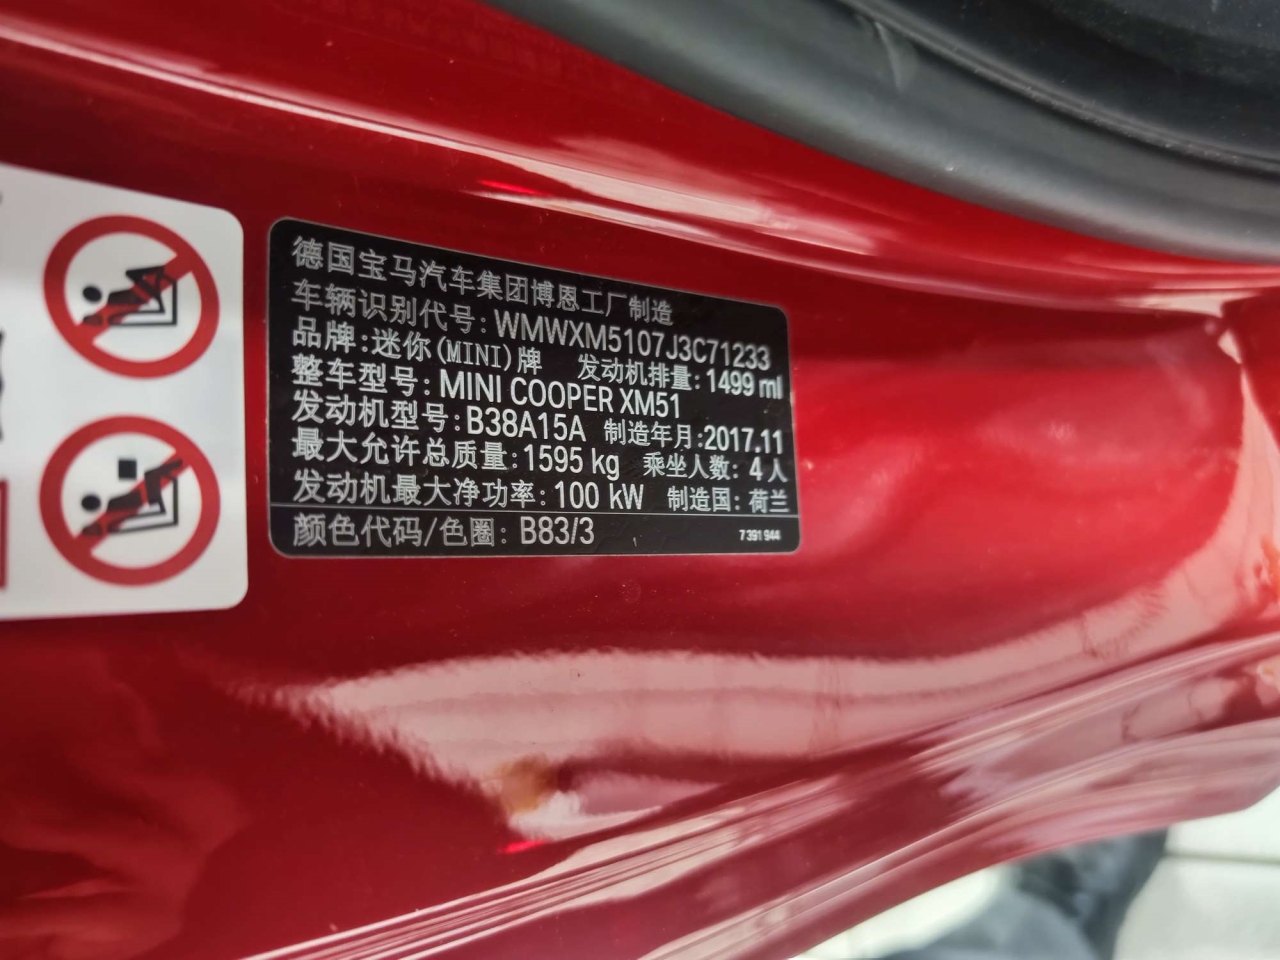 德国宝马汽车集团博恩工厂制造
车辆识别代号: WMWXM5107J3C71233
品牌:迷你(MINI)牌 发动机排量: 1499 ml
整车型号: MINI COOPER XM51
发动机型号: B38A15A 制造年月:2017.11
最大允许总质量: 1595 kg 乘坐人数: 4人
发动机最大净功率: 100 kW 制造国: 荷兰
颜色代码/色圈: B83/3 7 391 944